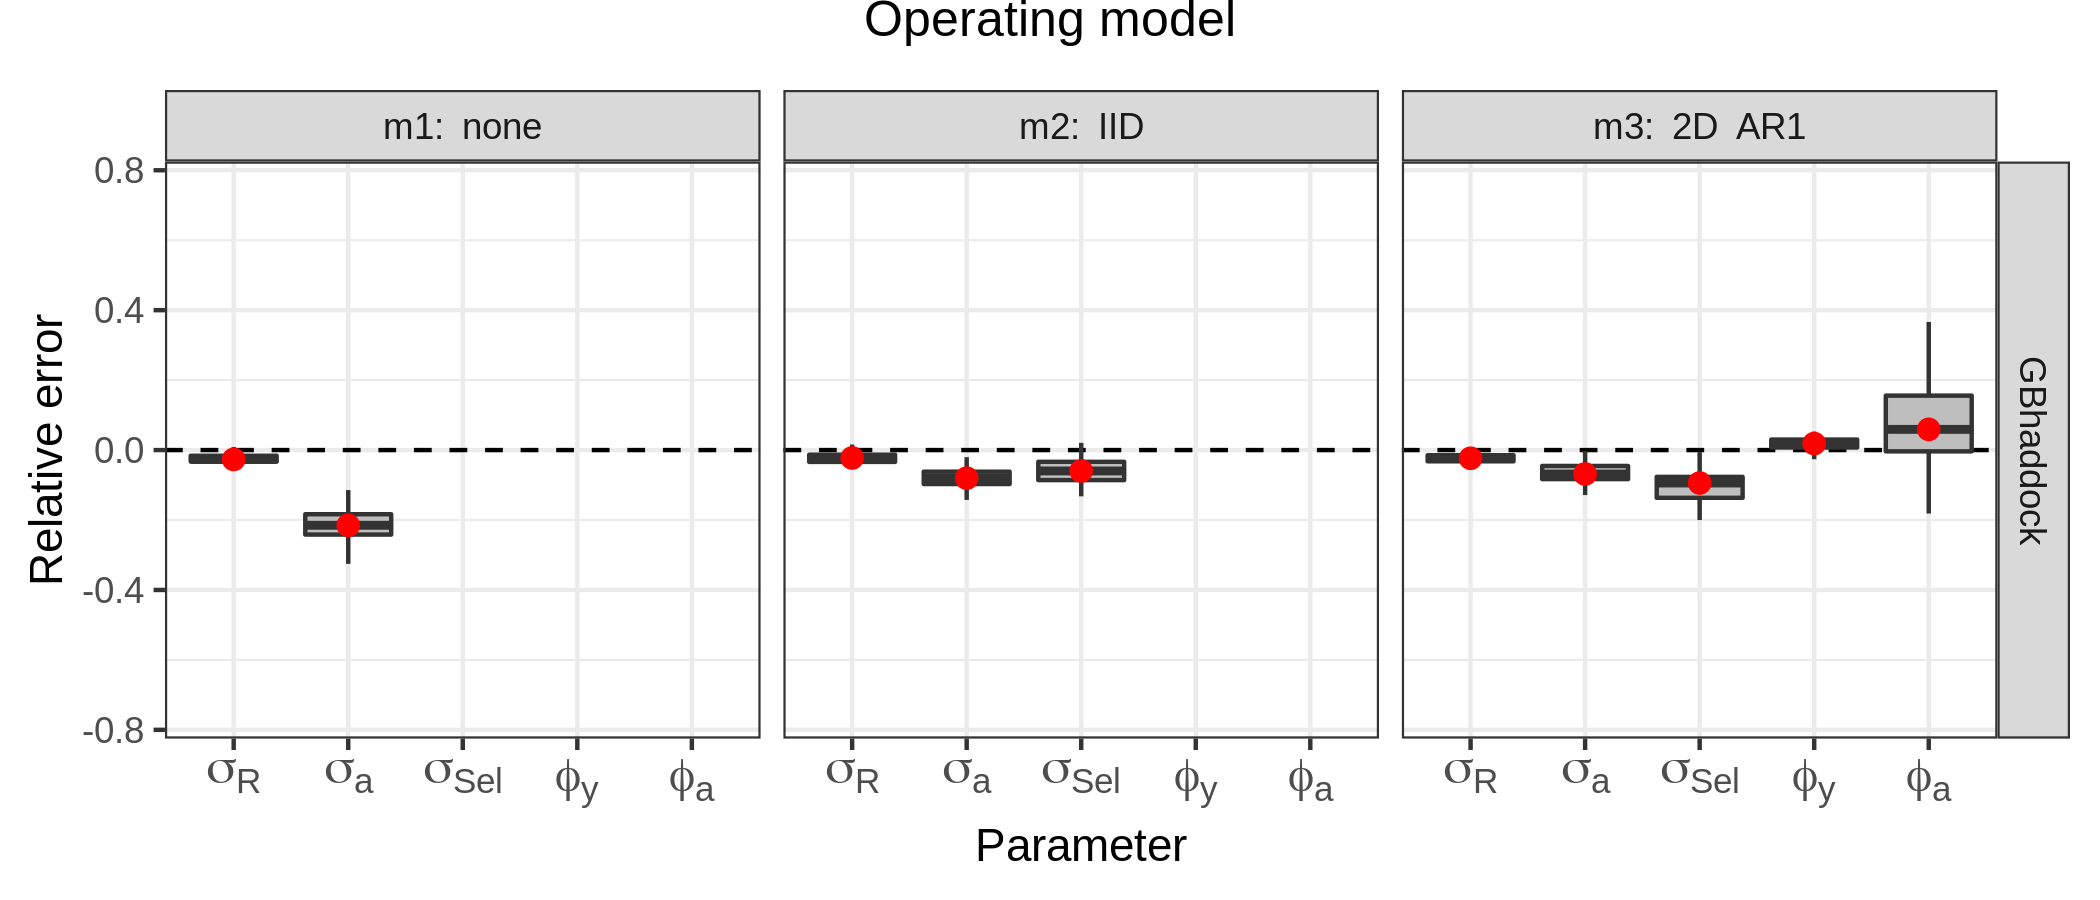 Operating model
m1: none
m2: IID
m3: 2D AR1
Relative error
0.8
0.4
0.0
-0.4
-0.8
GBhaddock
σR σa σSel ϕy ϕa
σR σa σSel ϕy ϕa
σR σa σSel ϕy ϕa
Parameter